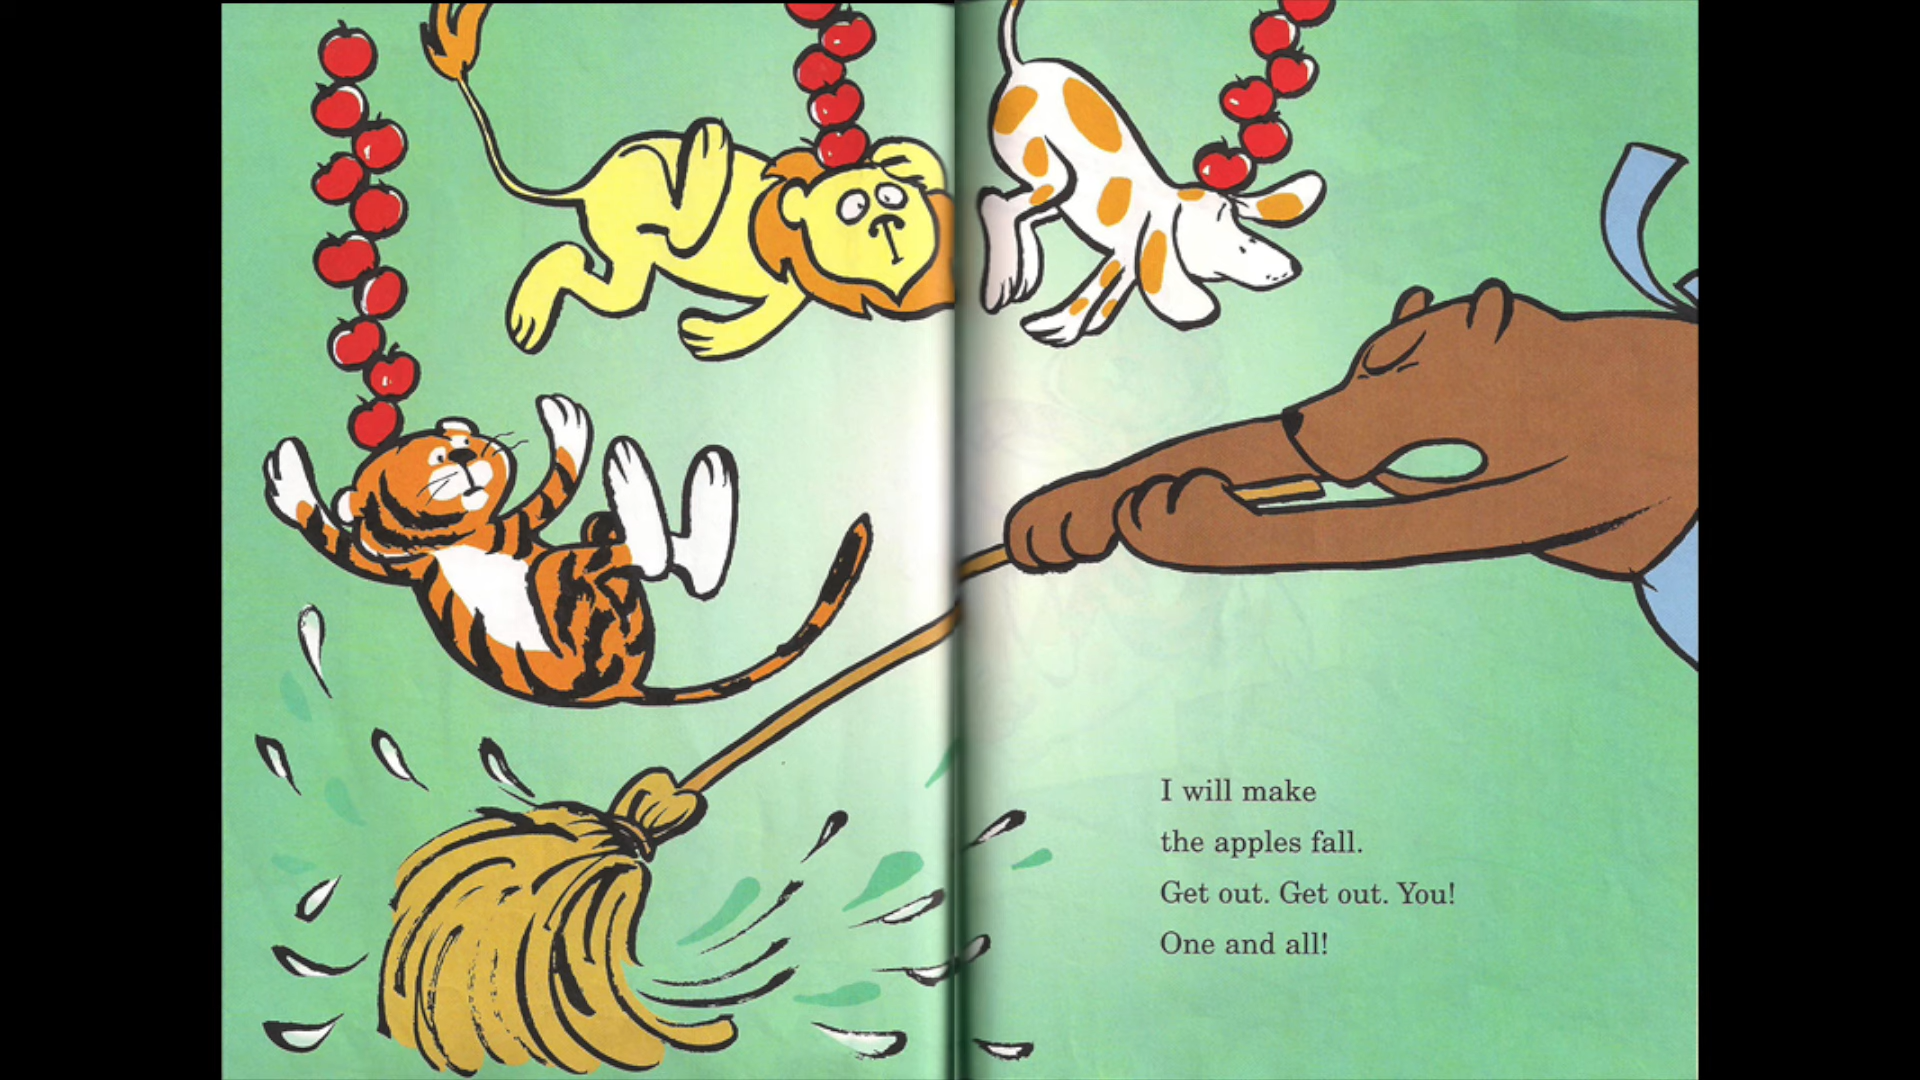 I will make
the apples fall.
Get out. Get out. You!
One and all!